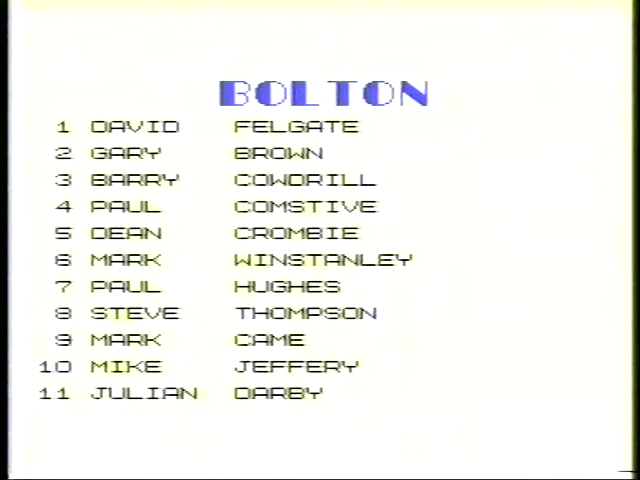 BOLTON
1 DAVID FELGATE
2 GARY BROWN
3 BARRY COWDRILL
4 PAUL COMSTIVE
5 DEAN CROMBIE
6 MARK WINSTANLEY
7 PAUL HUGHES
8 STEVE THOMPSON
9 MARK CAME
10 MIKE JEFFERY
11 JULIAN DARBY